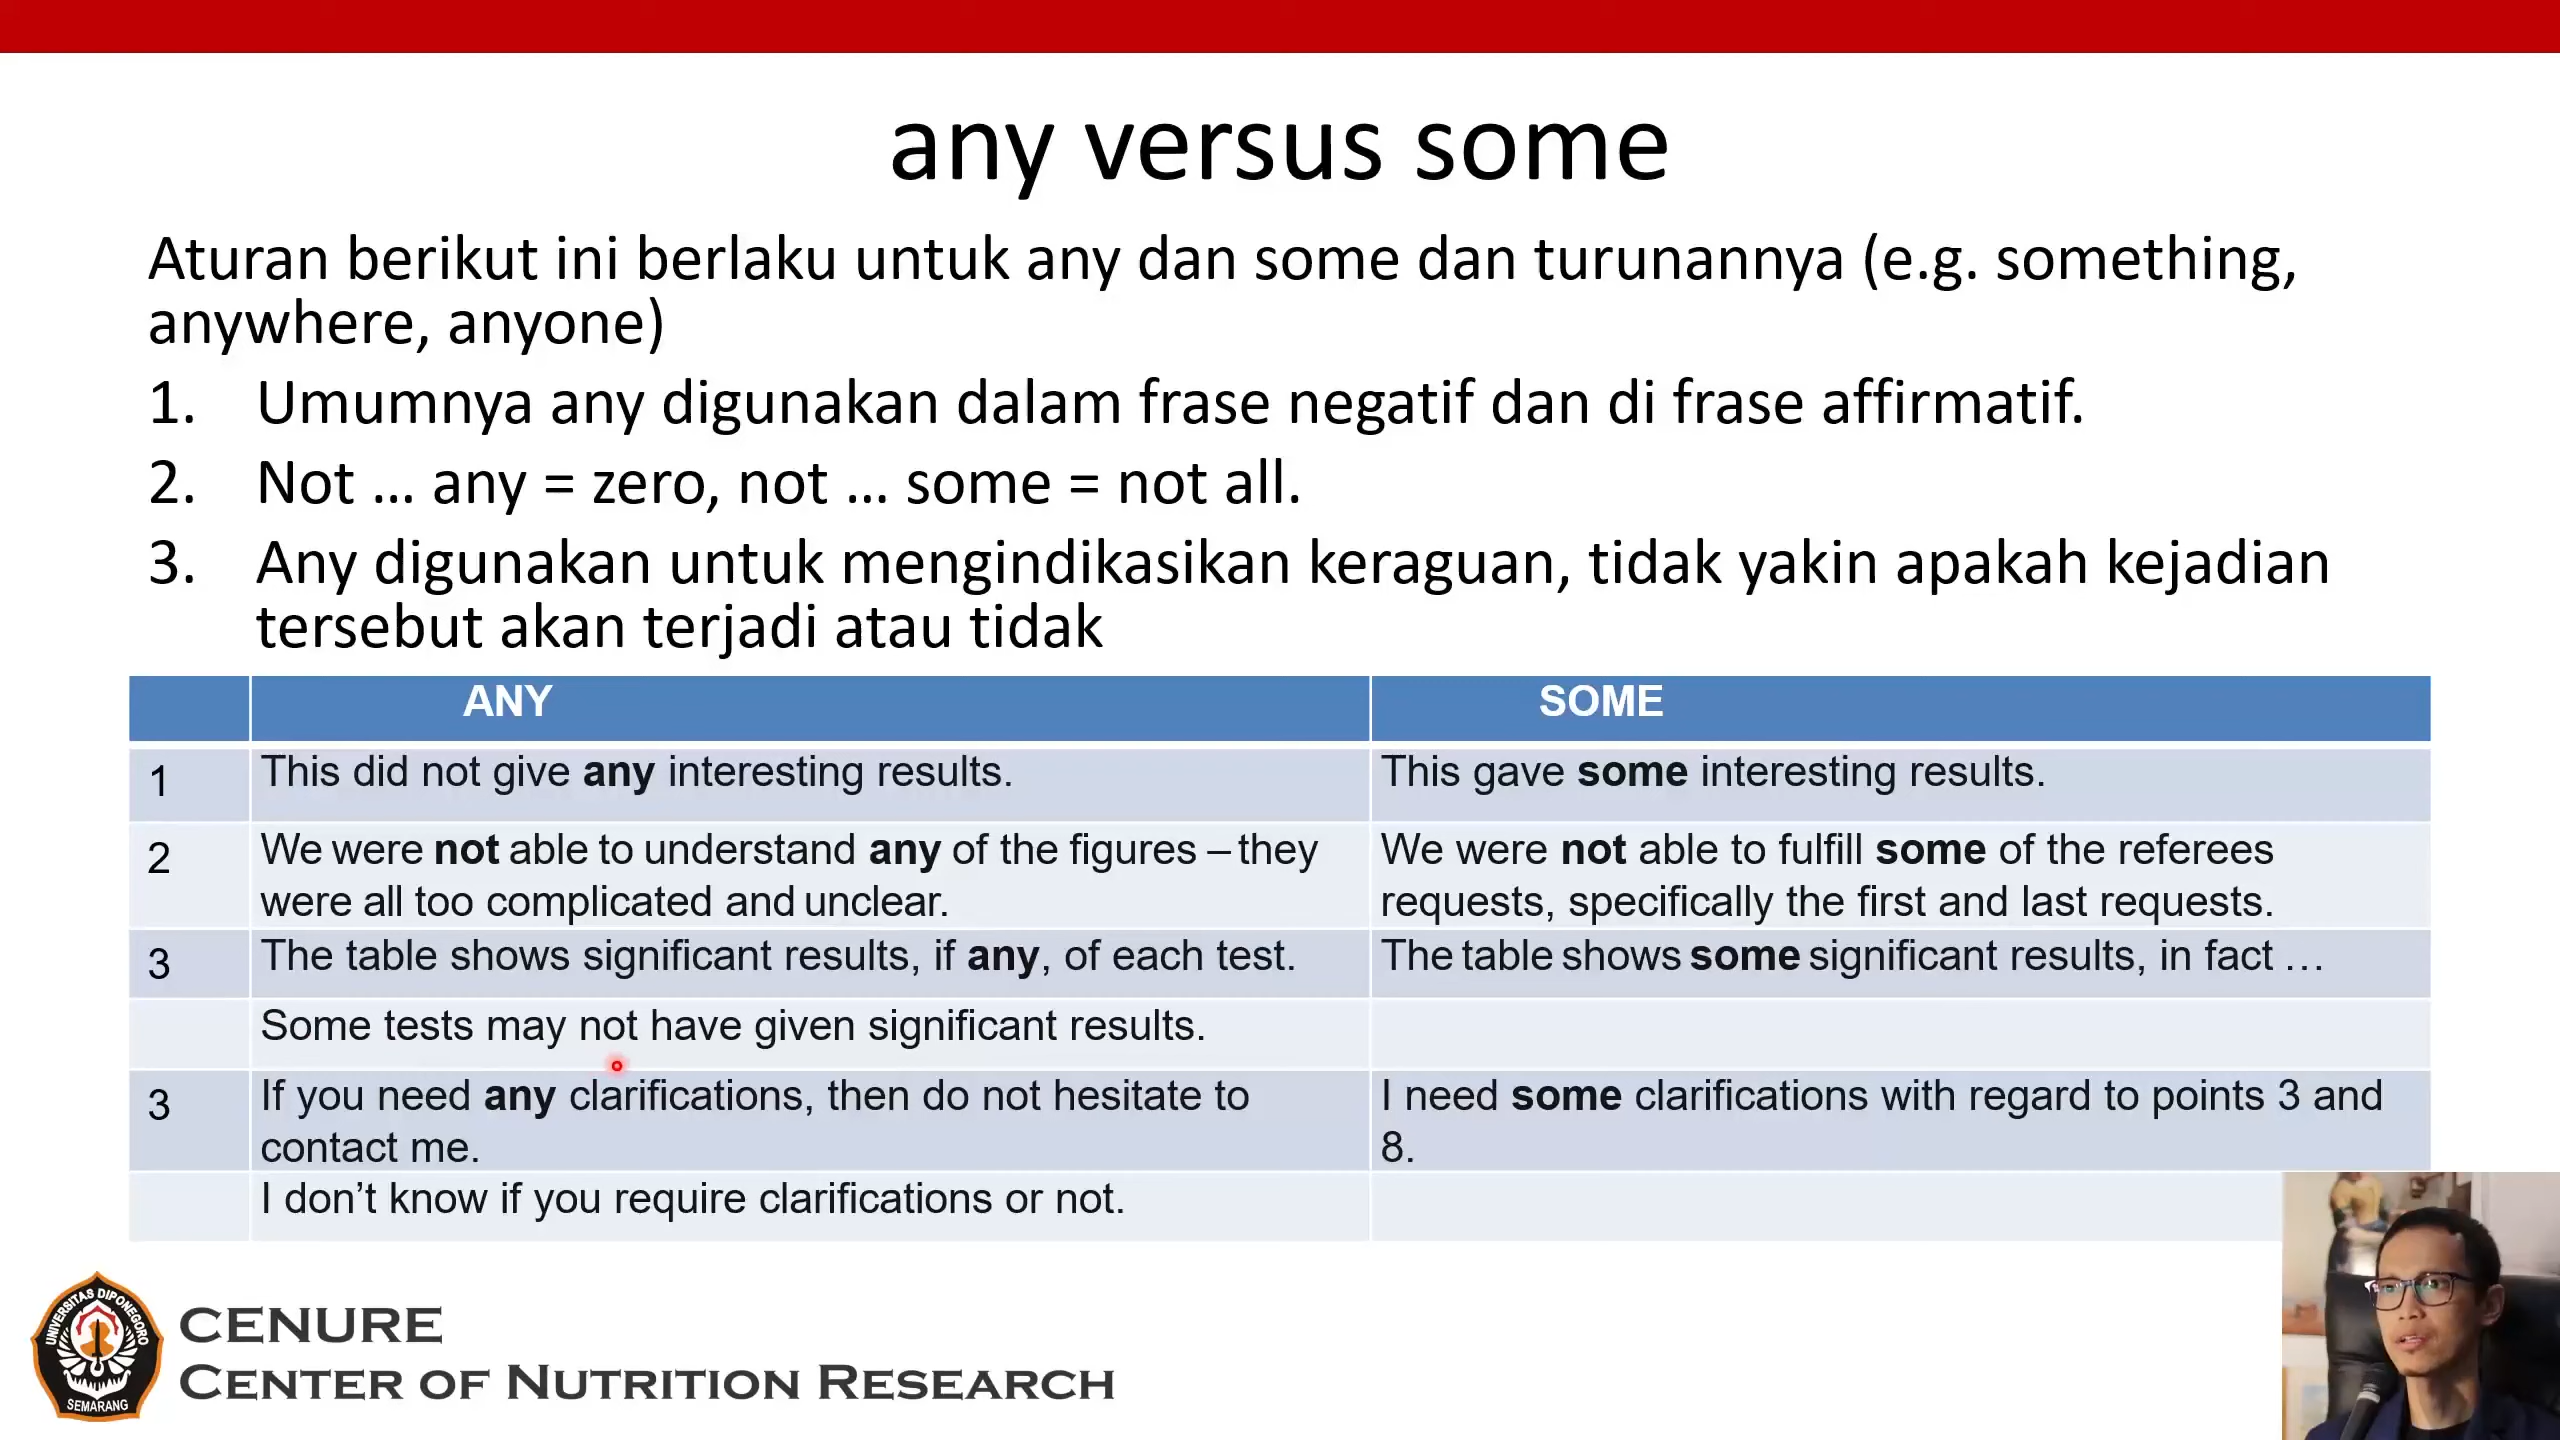 any versus some
Aturan berikut ini berlaku untuk any dan some dan turunannya (e.g. something,
anywhere, anyone)
1. Umumnya any digunakan dalam frase negatif dan di frase affirmatif.
2. Not ... any = zero, not ... some = not all.
3. Any digunakan untuk mengindikasikan keraguan, tidak yakin apakah kejadian
tersebut akan terjadi atau tidak
ANY SOME
1 This did not give any interesting results. This gave some interesting results.
2 We were not able to understand any of the figures – they We were not able to fulfill some of the referees
were all too complicated and unclear. requests, specifically the first and last requests.
3 The table shows significant results, if any, of each test. The table shows some significant results, in fact …
Some tests may not have given significant results.
3 If you need any clarifications, then do not hesitate to I need some clarifications with regard to points 3 and
contact me. 8.
I don’t know if you require clarifications or not.
UNIVERSITAS DIPONEGORO
SEMARANG
CENURE
CENTER OF NUTRITION RESEARCH